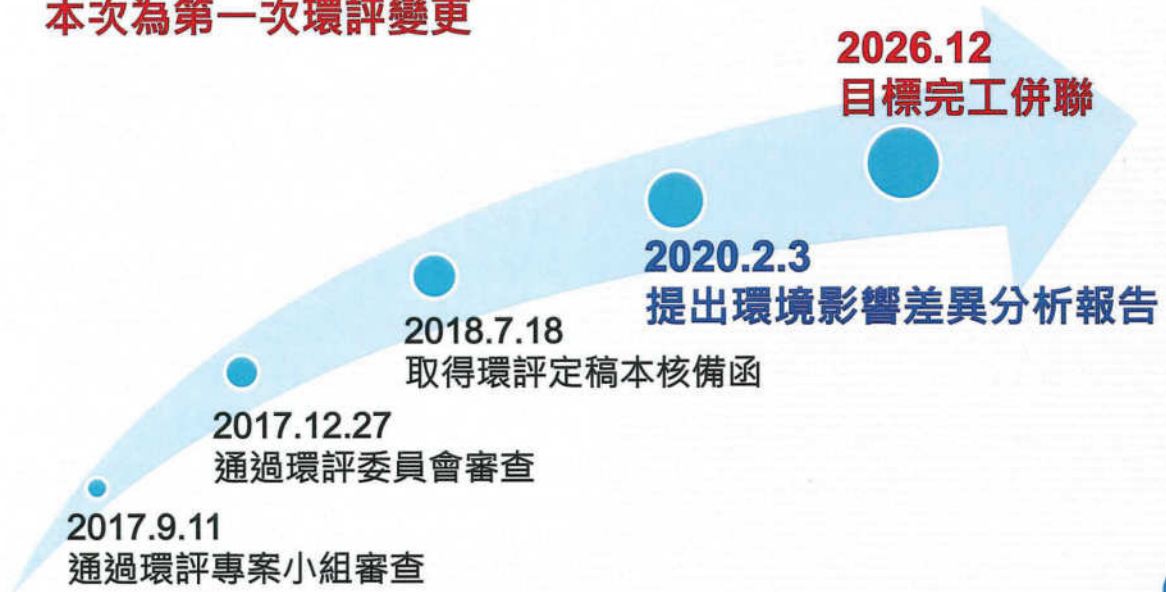 本次為第一次環評變更
2026.12
目標完工併聯
2020.2.3
提出環境影響差異分析報告
2018.7.18
取得環評定稿本核備函
2017.12.27
通過環評委員會審查
2017.9.11
通過環評專案小組審查